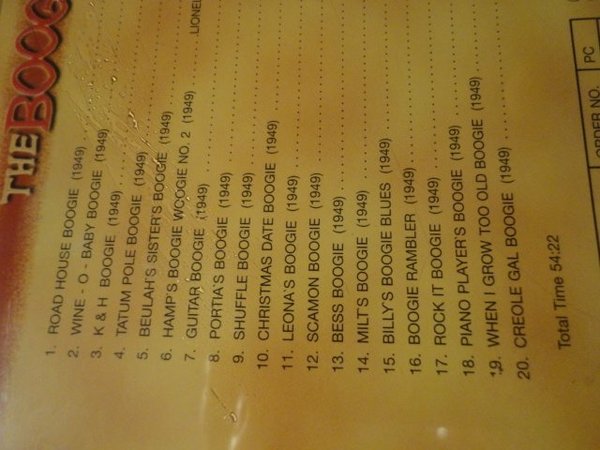 THE BOOG
LIONEL
1. ROAD HOUSE BOOGIE (1949)
2. WINE - O - BABY BOOGIE (1949)
3. K & H BOOGIE (1949)
4. TATUM POLE BOOGIE (1949)
5. BEULAH'S SISTER'S BOOGIE (1949)
6. HAMP'S BOOGIE WOOGIE NO. 2 (1949)
7. GUITAR BOOGIE (1949)
8. PORTIA'S BOOGIE (1949)
9. SHUFFLE BOOGIE (1949)
10. CHRISTMAS DATE BOOGIE (1949)
11. LEONA'S BOOGIE (1949)
12. SCAMON BOOGIE (1949)
13. BESS BOOGIE (1949)
14. MILT'S BOOGIE (1949)
15. BILLY'S BOOGIE BLUES (1949)
16. BOOGIE RAMBLER (1949)
17. ROCK IT BOOGIE (1949)
18. PIANO PLAYER'S BOOGIE (1949)
19. WHEN I GROW TOO OLD BOOGIE (1949)
20. CREOLE GAL BOOGIE (1949)
Total Time 54:22
ORDER NO.
PC